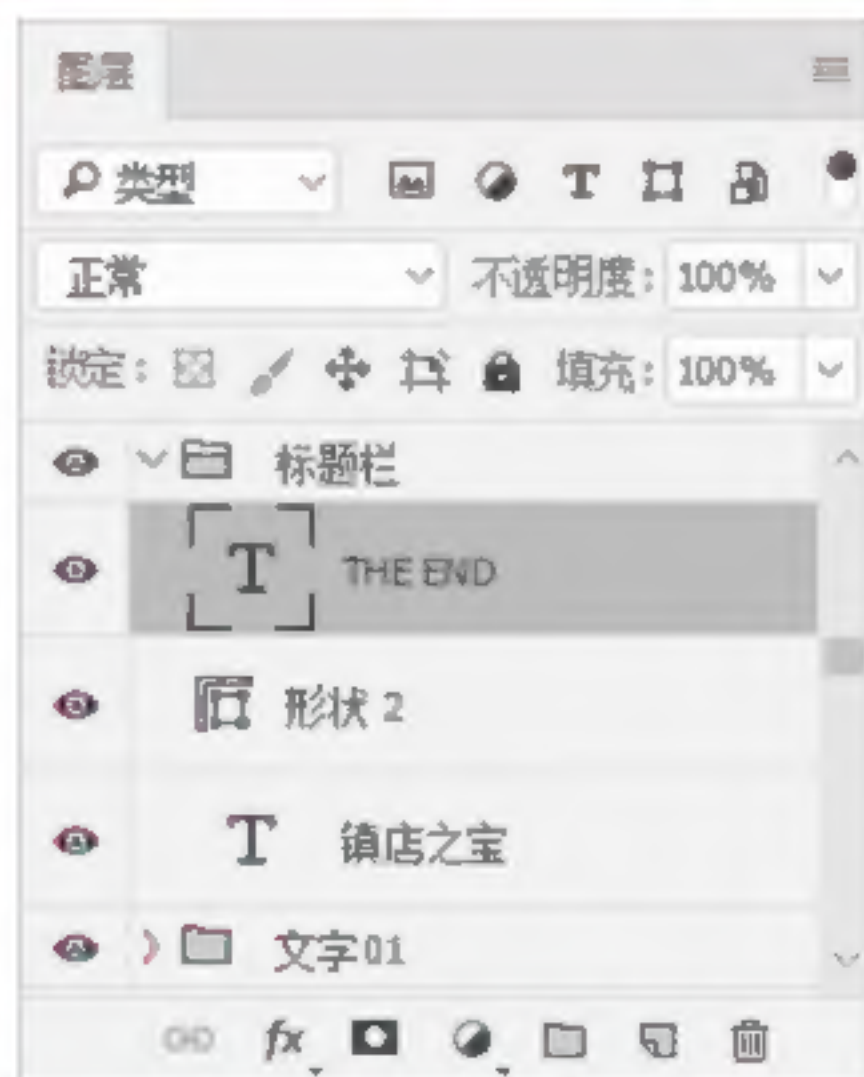 图层
类型 T
正常 不透明度: 100%
锁定: 填充: 100%
标题栏
T THE END
形状 2
T 镇店之宝
文字01
fx